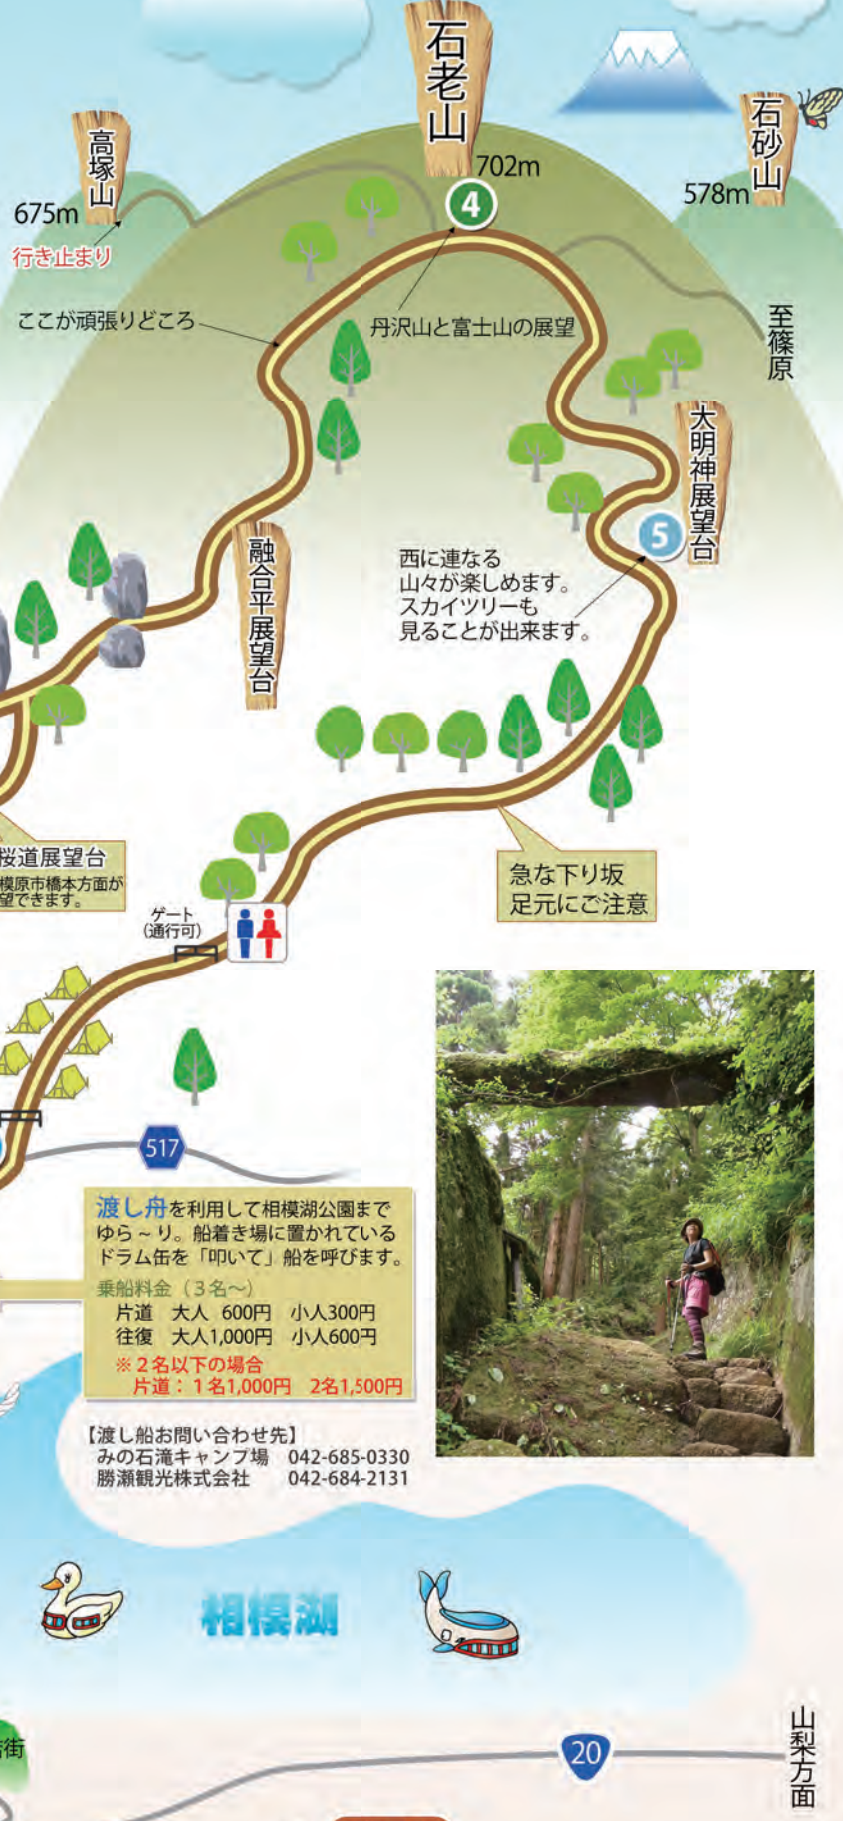 石老山
702m
4
高塚山
675m
行き止まり
石砂山
578m
ここが頑張りどころ
丹沢山と富士山の展望
至篠原
大明神展望台
5
西に連なる
山々が楽しめます。
スカイツリーも
見ることが出来ます。
融合平展望台
桜道展望台
模原市橋本方面が
望できます。
急な下り坂
足元にご注意
ゲート
(通行可)
517
渡し舟を利用して相模湖公園まで
ゆら~り。船着き場に置かれている
ドラム缶を「叩いて」船を呼びます。
乗船料金(3名~)
片道 大人 600円 小人300円
往復 大人1,000円 小人600円
※2名以下の場合
片道:1名1,000円 2名1,500円
【渡し船お問い合わせ先】
みの石滝キャンプ場 042-685-0330
勝瀬観光株式会社 042-684-2131
相模湖
20
山梨方面
街